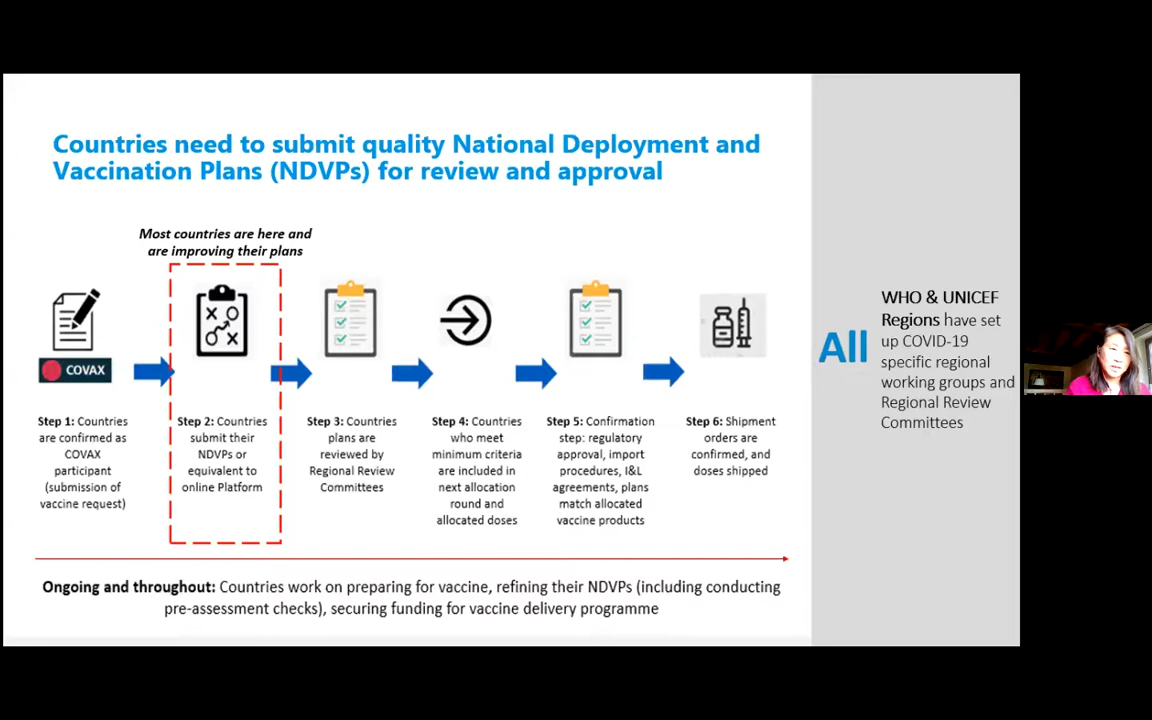 Countries need to submit quality National Deployment and
Vaccination Plans (NDVPs) for review and approval
Most countries are here and
are improving their plans
COVAX
Step 1: Countries
are confirmed as
COVAX
participant
(submission of
vaccine request)
Step 2: Countries
submit their
NDVPs or
equivalent to
online Platform
Step 3: Countries
plans are
reviewed by
Regional Review
Committees
Step 4: Countries
who meet
minimum criteria
are included in
next allocation
round and
allocated doses
Step 5: Confirmation
step: regulatory
approval, import
procedures, I&L
agreements, plans
match allocated
vaccine products
Step 6: Shipment
orders are
confirmed, and
doses shipped
Ongoing and throughout: Countries work on preparing for vaccine, refining their NDVPs (including conducting
pre-assessment checks), securing funding for vaccine delivery programme
All
WHO & UNICEF
Regions have set
up COVID-19
specific regional
working groups and
Regional Review
Committees